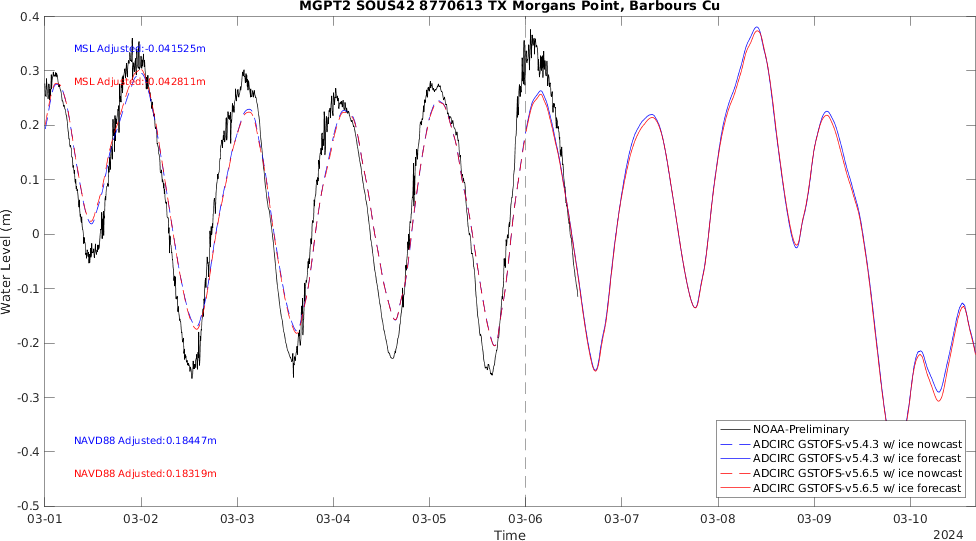 MGPT2 SOUS42 8770613 TX Morgans Point, Barbours Cu
0.4
0.3
0.2
0.1
0
-0.1
-0.2
-0.3
-0.4
-0.5
Water Level (m)
MSL Adjusted:-0.041525m
MSL Adjusted:-0.042811m
NAVD88 Adjusted:0.18447m
NAVD88 Adjusted:0.18319m
NOAA-Preliminary
ADCIRC GSTOFS-v5.4.3 w/ ice nowcast
ADCIRC GSTOFS-v5.4.3 w/ ice forecast
ADCIRC GSTOFS-v5.6.5 w/ ice nowcast
ADCIRC GSTOFS-v5.6.5 w/ ice forecast
03-01 03-02 03-03 03-04 03-05 03-06 03-07 03-08 03-09 03-10
Time
2024